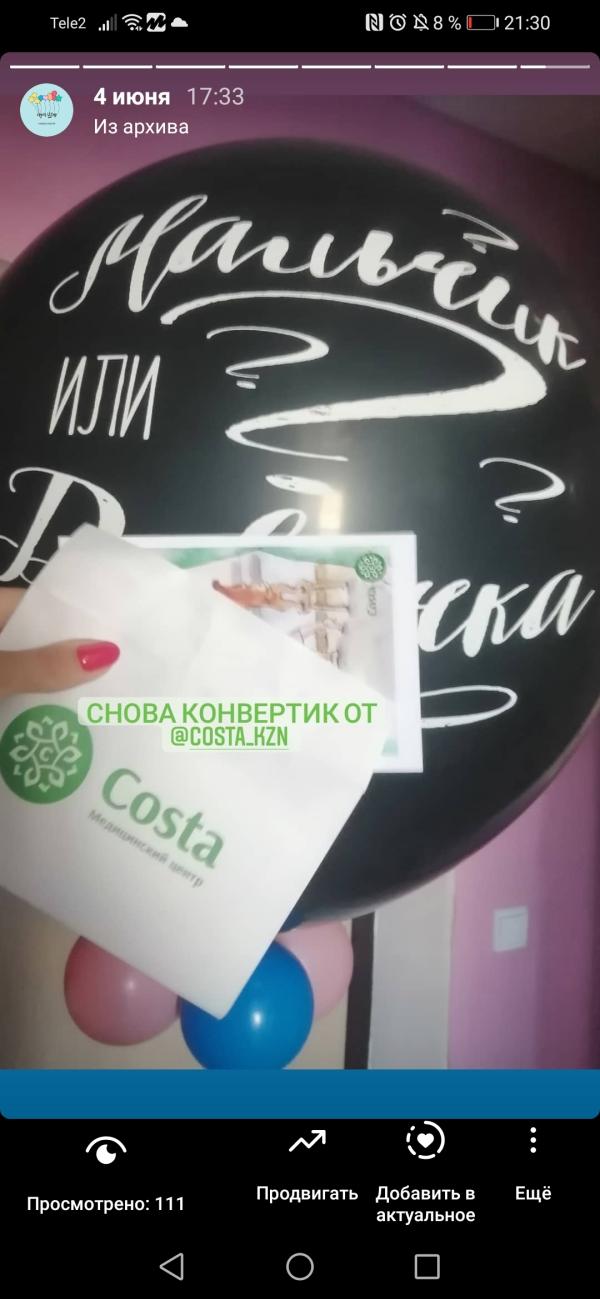 Tele2
8 %
21:30
4 июня 17:33
Из архива
Мальчик
?
?
или
?
?
СНОВА КОНВЕРТИК ОТ
@COSTA_KZN
Costa
Costa
Медицинский центр
Просмотрено: 111
Продвигать
Добавить в
актуальное
Ещё